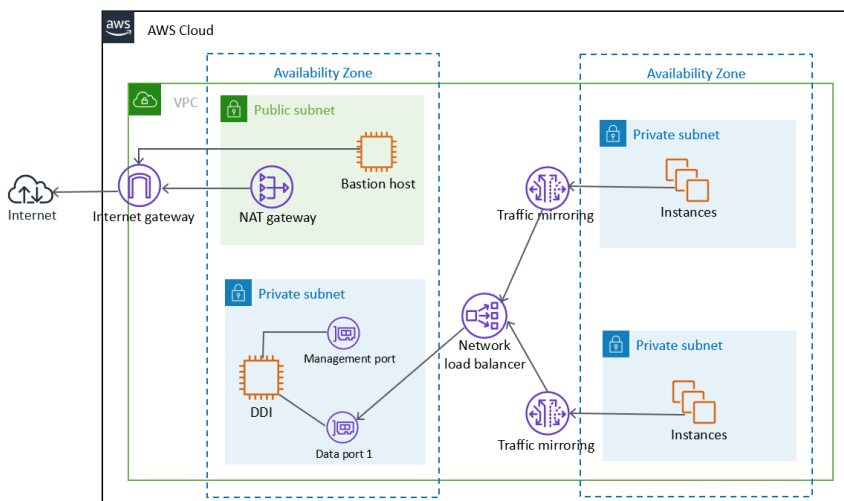 aws
AWS Cloud
Availability Zone
Availability Zone
VPC
Public subnet
Private subnet
Bastion host
Instances
Internet
Internet gateway
NAT gateway
Traffic mirroring
Private subnet
Management port
Network
load balancer
Private subnet
DDI
Data port 1
Traffic mirroring
Instances